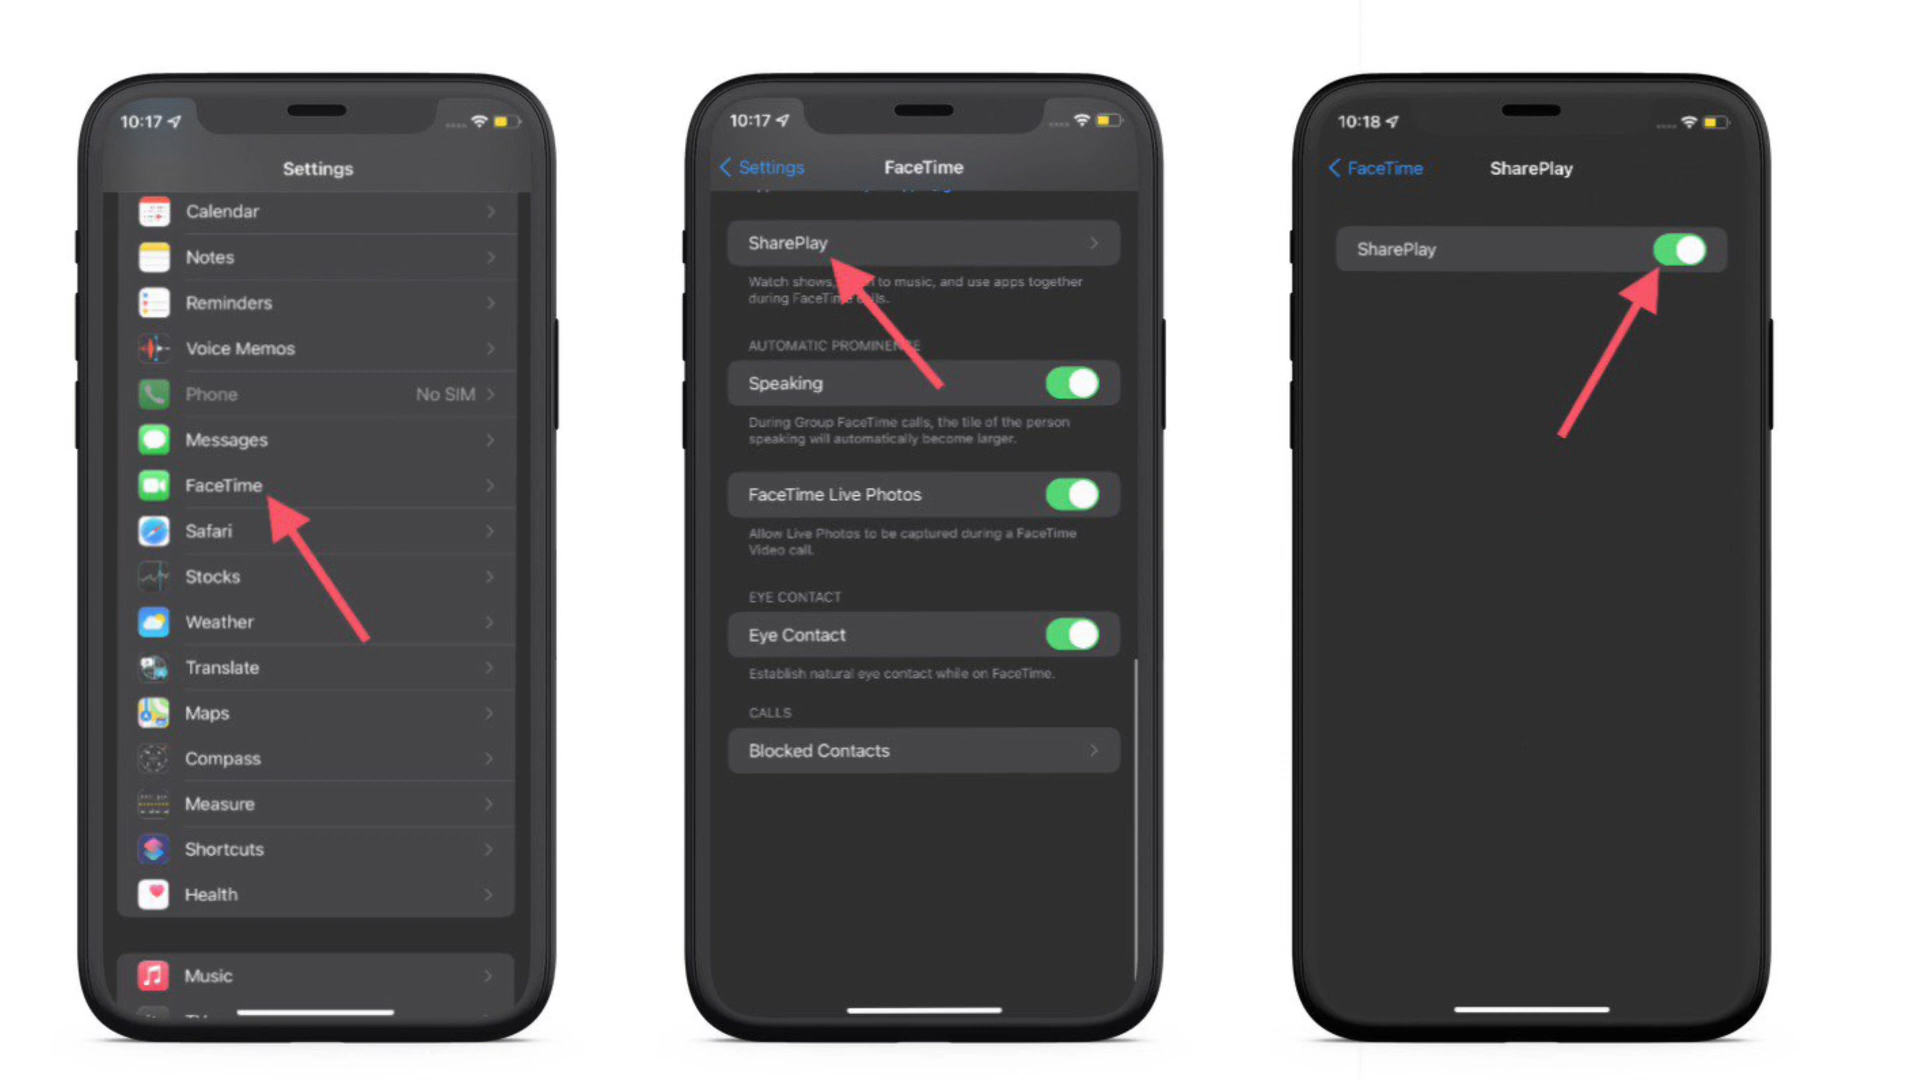 10:17
Settings
Calendar
Notes
Reminders
Voice Memos
Phone No SIM
Messages
FaceTime
Safari
Stocks
Weather
Translate
Maps
Compass
Measure
Shortcuts
Health
Music
10:17
Settings FaceTime
SharePlay
Watch shows, to music, and use apps together
during FaceTime calls.
AUTOMATIC PROMINENCE
Speaking
During Group FaceTime calls, the tile of the person
speaking will automatically become larger.
FaceTime Live Photos
Allow Live Photos to be captured during a FaceTime
Video call.
EYE CONTACT
Eye Contact
Establish natural eye contact while on FaceTime.
CALLS
Blocked Contacts
10:18
FaceTime SharePlay
SharePlay